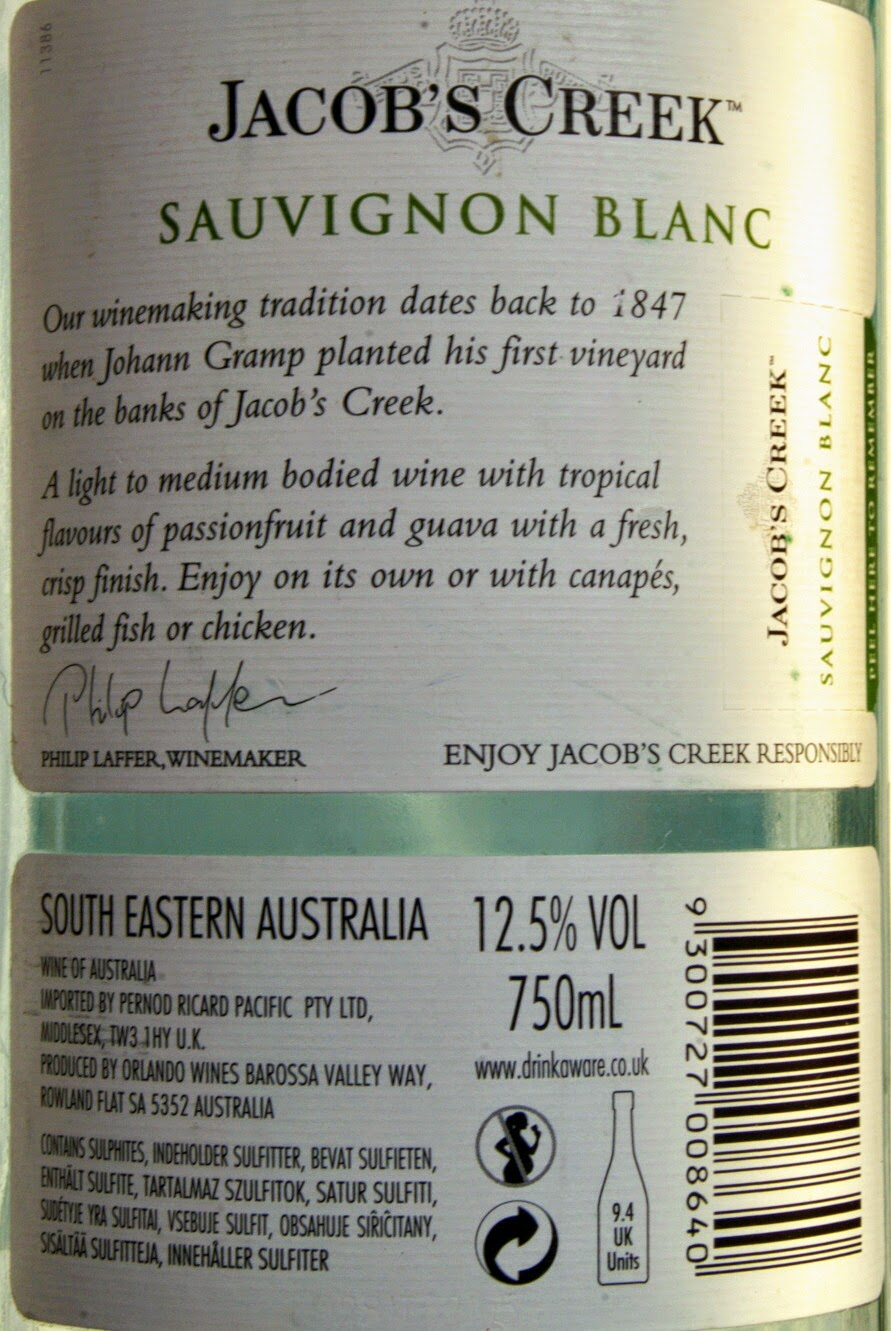 11386
JACOB'S CREEK™
SAUVIGNON BLANC
Our winemaking tradition dates back to 1847
when Johann Gramp planted his first vineyard
on the banks of Jacob's Creek.
A light to medium bodied wine with tropical
flavours of passionfruit and guava with a fresh,
crisp finish. Enjoy on its own or with canapés,
grilled fish or chicken.
Philip Laffer
PHILIP LAFFER, WINEMAKER
ENJOY JACOB'S CREEK RESPONSIBLY
JACOB'S CREEK™
SAUVIGNON BLANC
PEEL HERE TO REMEMBER
SOUTH EASTERN AUSTRALIA
WINE OF AUSTRALIA
IMPORTED BY PERNOD RICARD PACIFIC PTY LTD,
MIDDLESEX, TW3 1HY U.K.
PRODUCED BY ORLANDO WINES BAROSSA VALLEY WAY,
ROWLAND FLAT SA 5352 AUSTRALIA
CONTAINS SULPHITES, INDEHOLDER SULFITTER, BEVAT SULFIETEN,
ENTHÄLT SULFITE, TARTALMAZ SZULFITOK, SATUR SULFITI,
SUDĖTYJE YRA SULFITAI, VSEBUJE SULFIT, OBSAHUJE SIŘIČITANY,
SISÄLTÄÄ SULFITTEJA, INNEHÅLLER SULFITER
12.5% VOL
750mL
www.drinkaware.co.uk
9.4
UK
Units
9 300727 008640